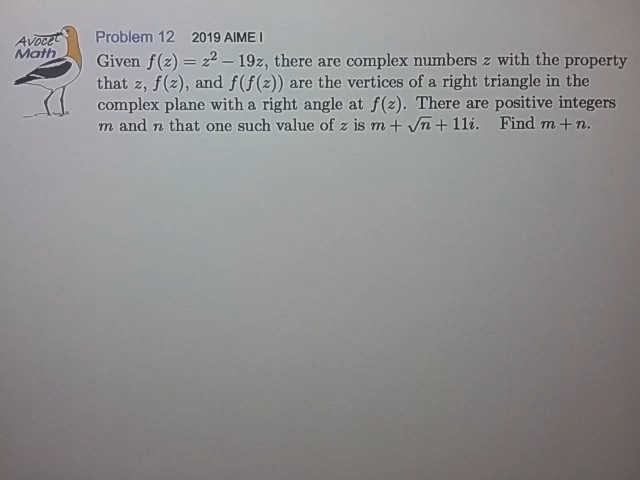 Avocet
Math
Problem 12 2019 AIME I
Given f(z) = z² − 19z, there are complex numbers z with the property
that z, f(z), and f(f(z)) are the vertices of a right triangle in the
complex plane with a right angle at f(z). There are positive integers
m and n that one such value of z is m + √n + 11i. Find m + n.